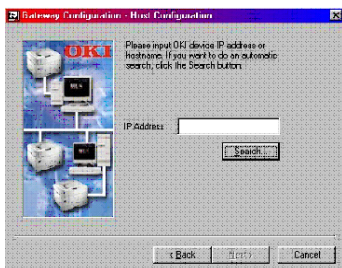 Gateway Configuration - Host Configuration
OKI
Please input OKI device IP address or
hostname. If you want to do an automatic
search, click the Search button.
IP Address
Search...
< Back
Next >
Cancel